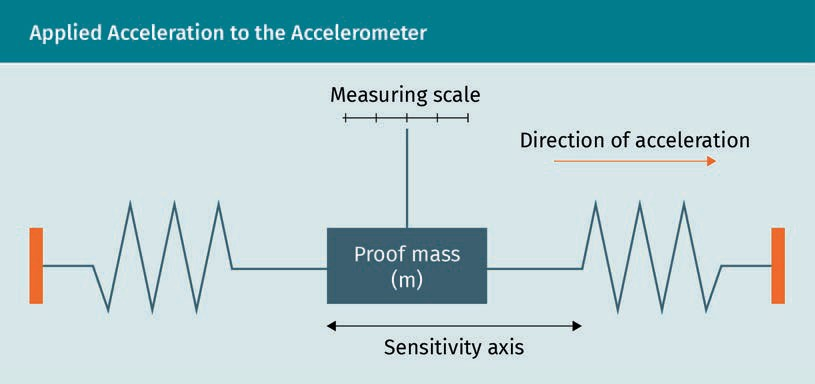 Applied Acceleration to the Accelerometer
Measuring scale
Direction of acceleration
Proof mass
(m)
Sensitivity axis